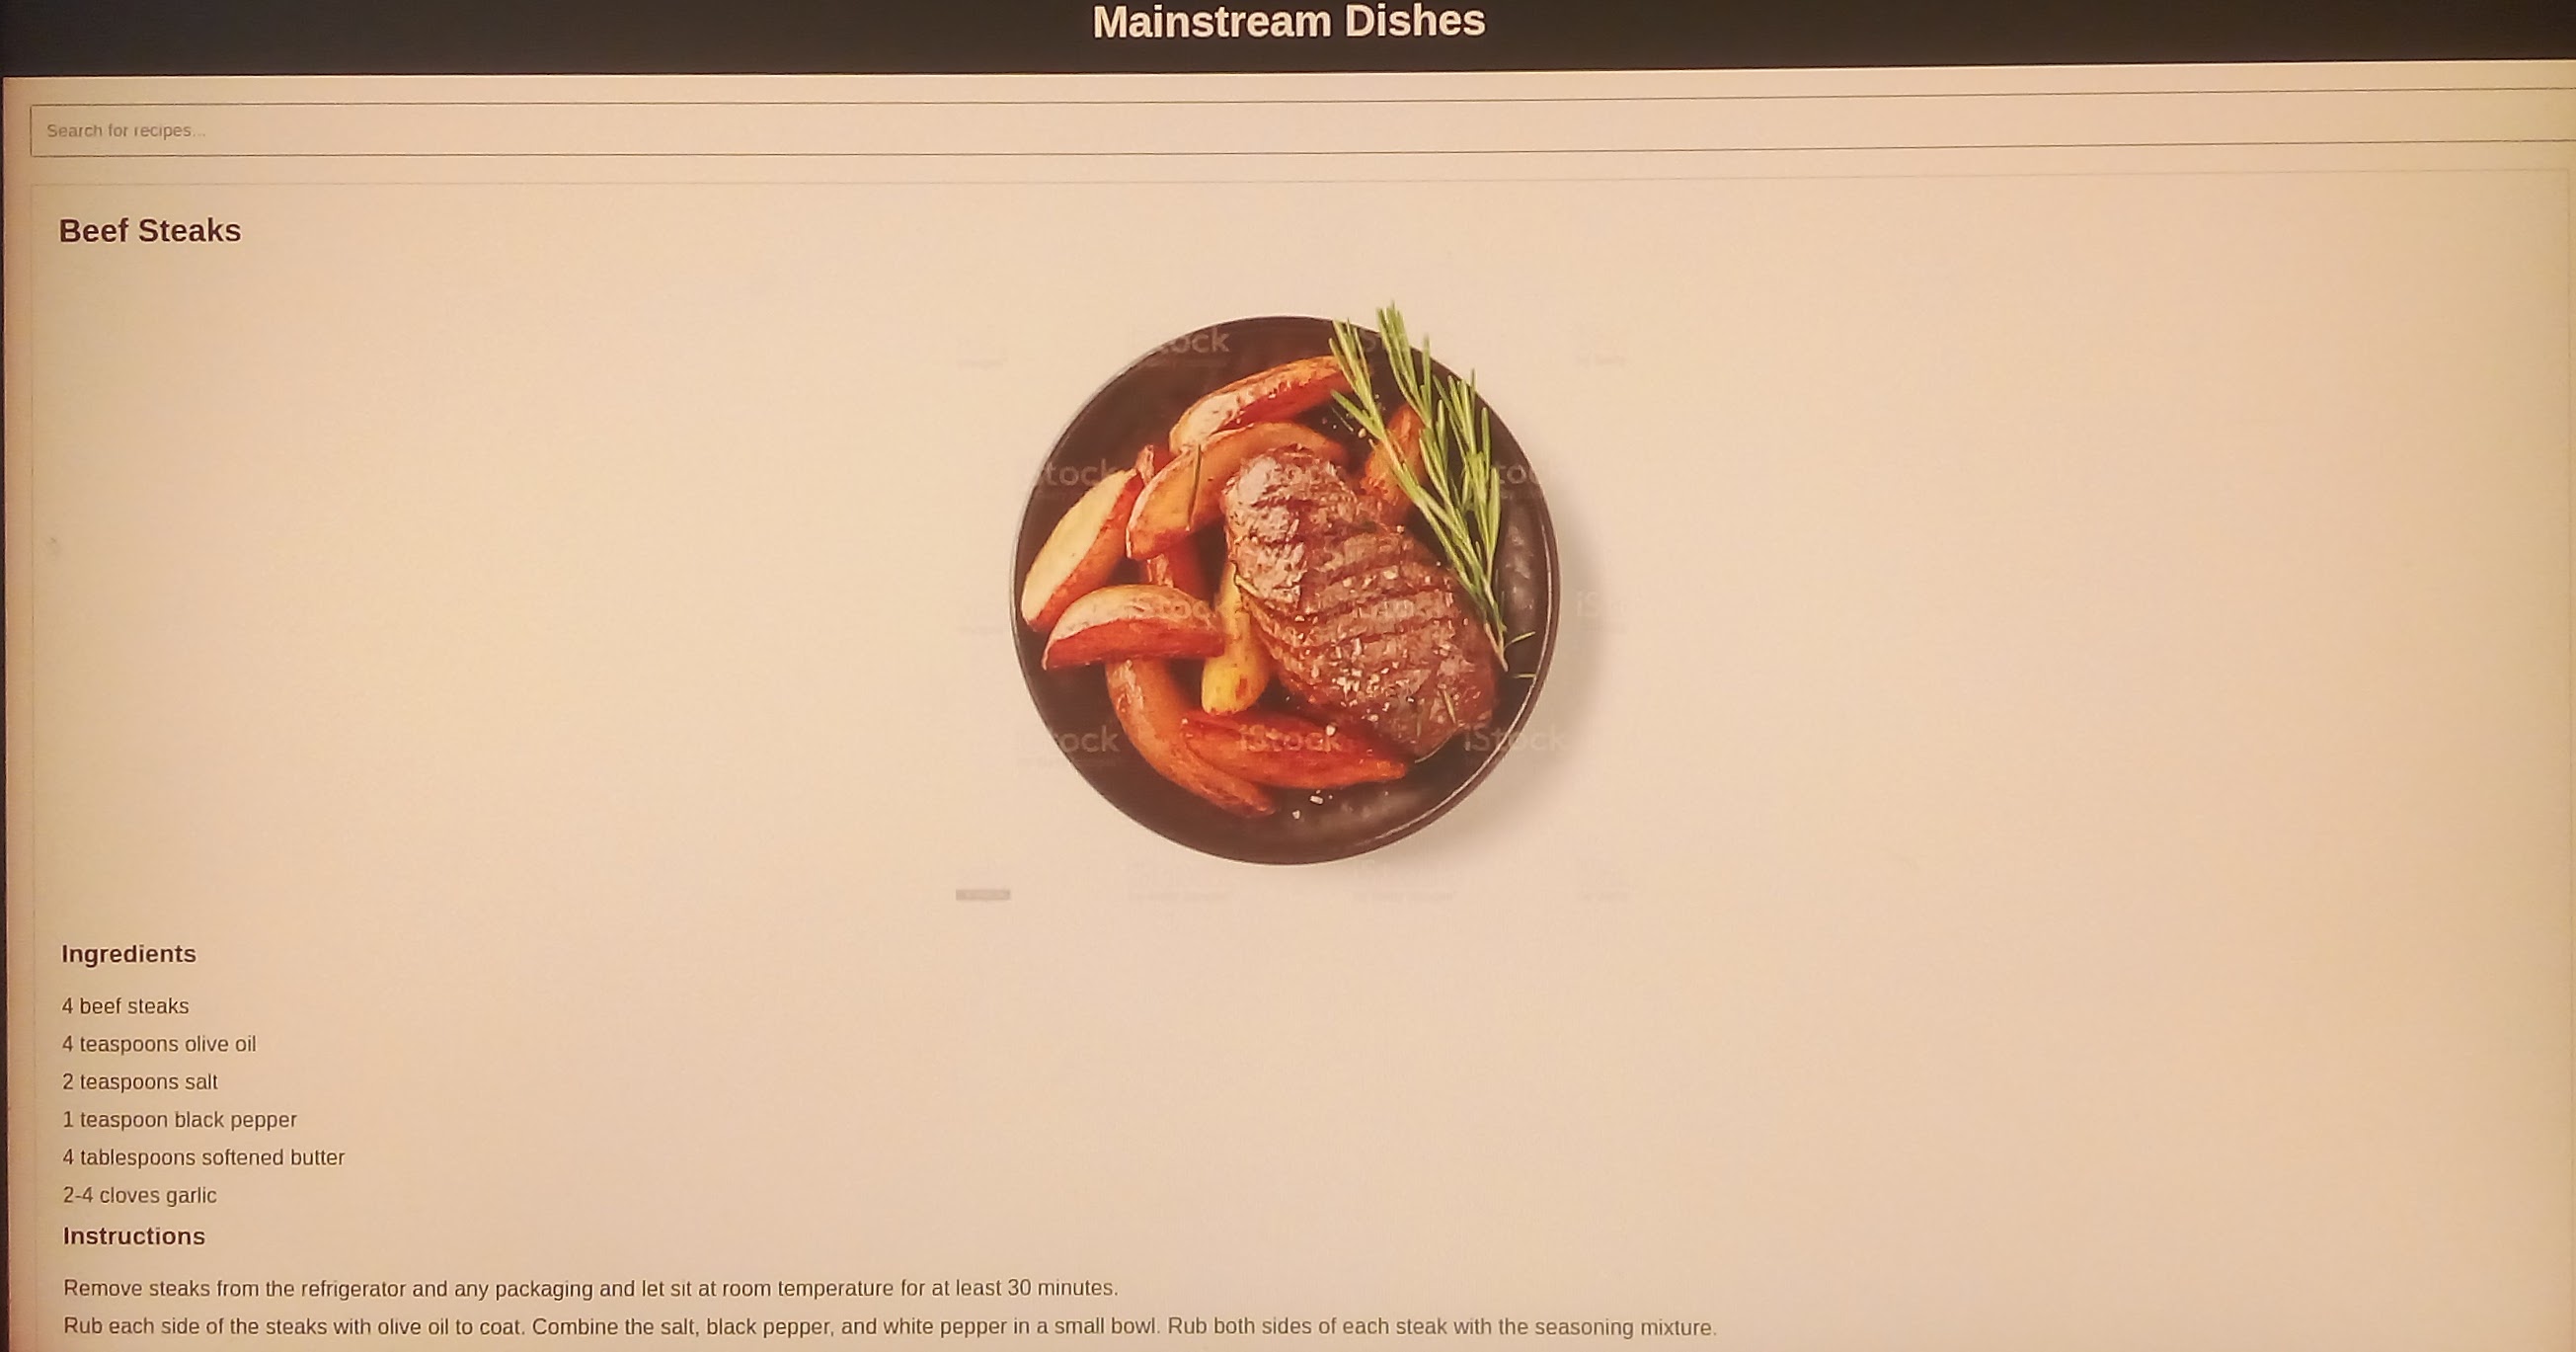 Mainstream Dishes
Search for recipes...
Beef Steaks
iStock
iStock
Ingredients
4 beef steaks
4 teaspoons olive oil
2 teaspoons salt
1 teaspoon black pepper
4 tablespoons softened butter
2-4 cloves garlic
Instructions
Remove steaks from the refrigerator and any packaging and let sit at room temperature for at least 30 minutes.
Rub each side of the steaks with olive oil to coat. Combine the salt, black pepper, and white pepper in a small bowl. Rub both sides of each steak with the seasoning mixture.